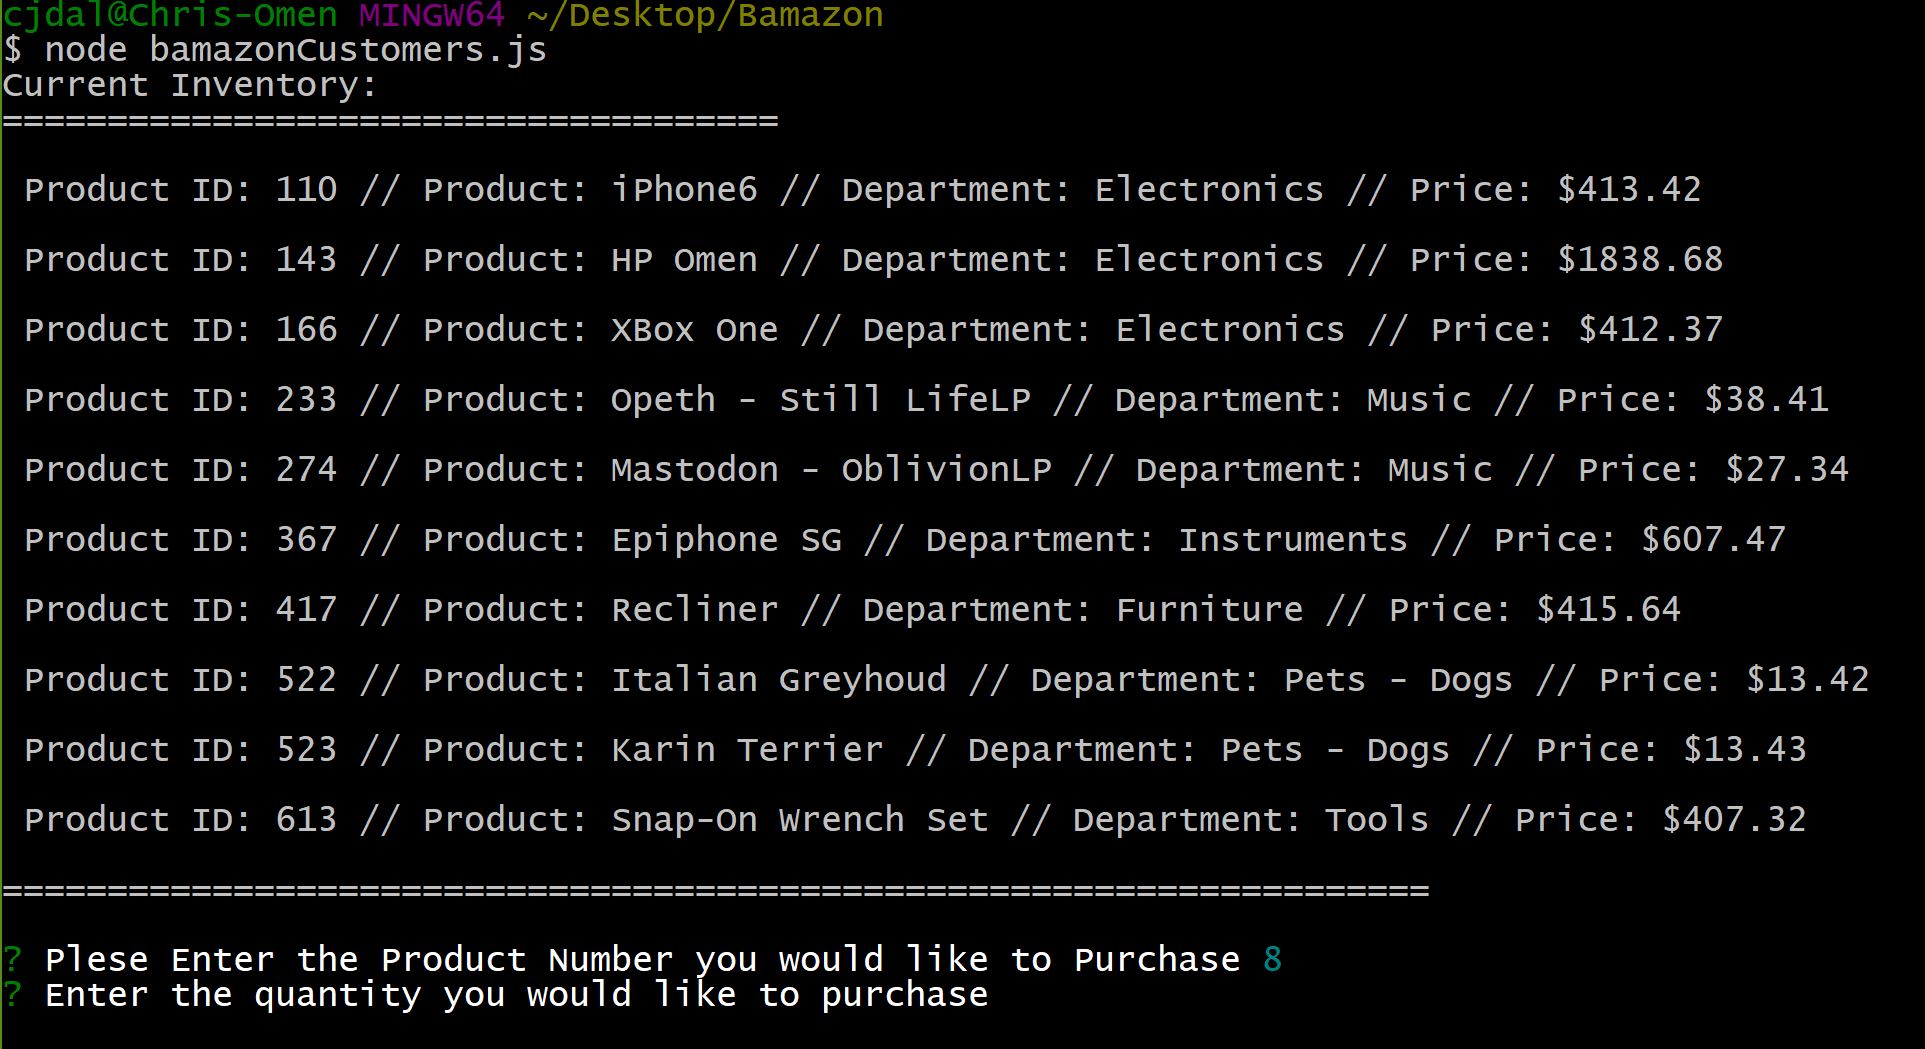 cjdal@Chris-Omen MINGW64 ~/Desktop/Bamazon
$ node bamazonCustomers.js
Current Inventory:
=====================================
Product ID: 110 // Product: iPhone6 // Department: Electronics // Price: $413.42
Product ID: 143 // Product: HP Omen // Department: Electronics // Price: $1838.68
Product ID: 166 // Product: XBox One // Department: Electronics // Price: $412.37
Product ID: 233 // Product: Opeth - Still LifeLP // Department: Music // Price: $38.41
Product ID: 274 // Product: Mastodon - OblivionLP // Department: Music // Price: $27.34
Product ID: 367 // Product: Epiphone SG // Department: Instruments // Price: $607.47
Product ID: 417 // Product: Recliner // Department: Furniture // Price: $415.64
Product ID: 522 // Product: Italian Greyhoud // Department: Pets - Dogs // Price: $13.42
Product ID: 523 // Product: Karin Terrier // Department: Pets - Dogs // Price: $13.43
Product ID: 613 // Product: Snap-On Wrench Set // Department: Tools // Price: $407.32
====================================================================
? Plese Enter the Product Number you would like to Purchase 8
? Enter the quantity you would like to purchase